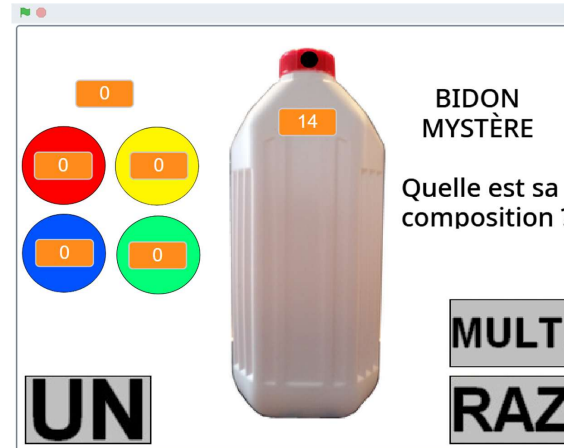 0
14
BIDON
MYSTÈRE
0
0
Quelle est sa
composition ?
0
0
MULT
UN
RAZ